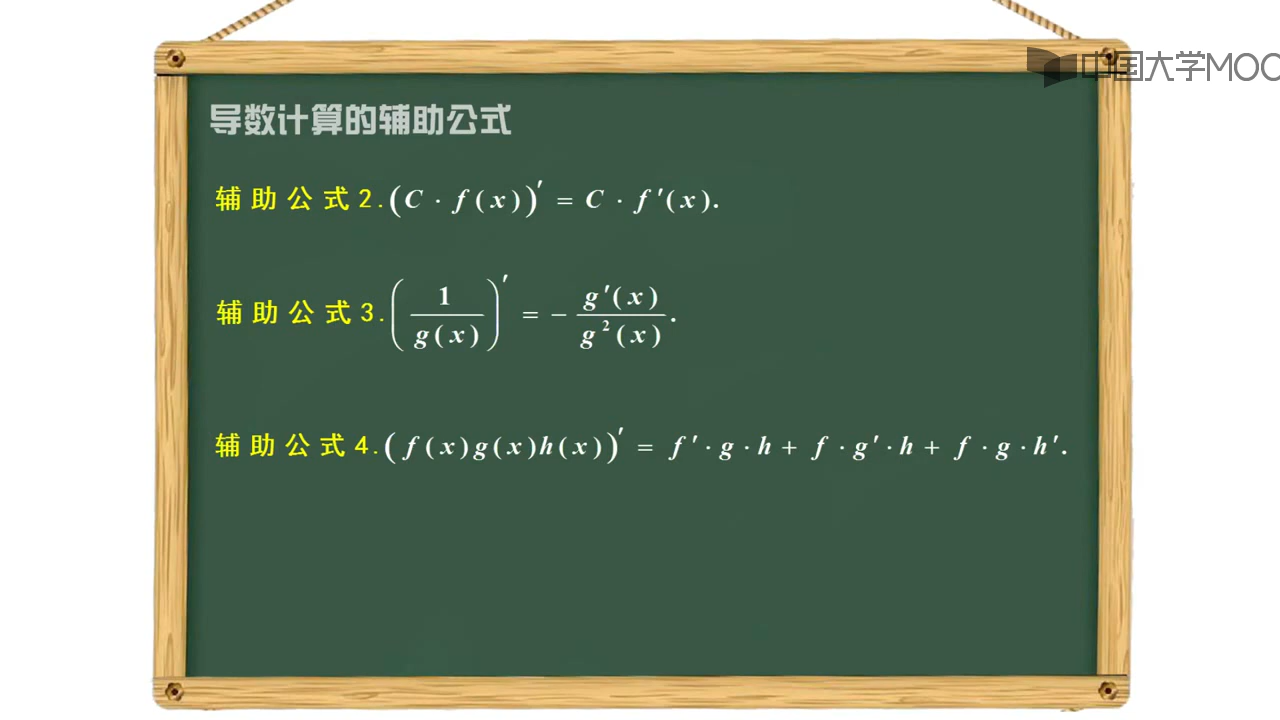 中国大学MOO
导数计算的辅助公式
辅助公式2.(C · f(x))′ = C · f′(x).
辅助公式3.(1/g(x))′ = − g′(x)/g²(x).
辅助公式4.(f(x)g(x)h(x))′ = f′·g·h + f·g′·h + f·g·h′.